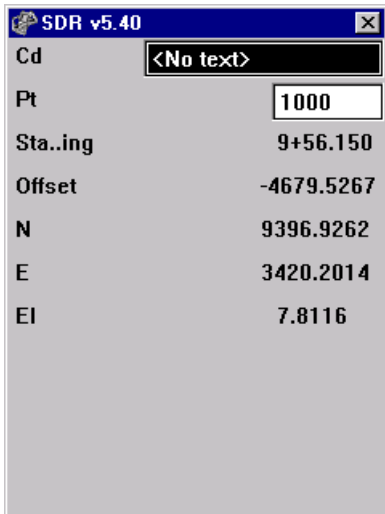 SDR v5.40
Cd <No text>
Pt 1000
Sta..ing 9+56.150
Offset -4679.5267
N 9396.9262
E 3420.2014
El 7.8116